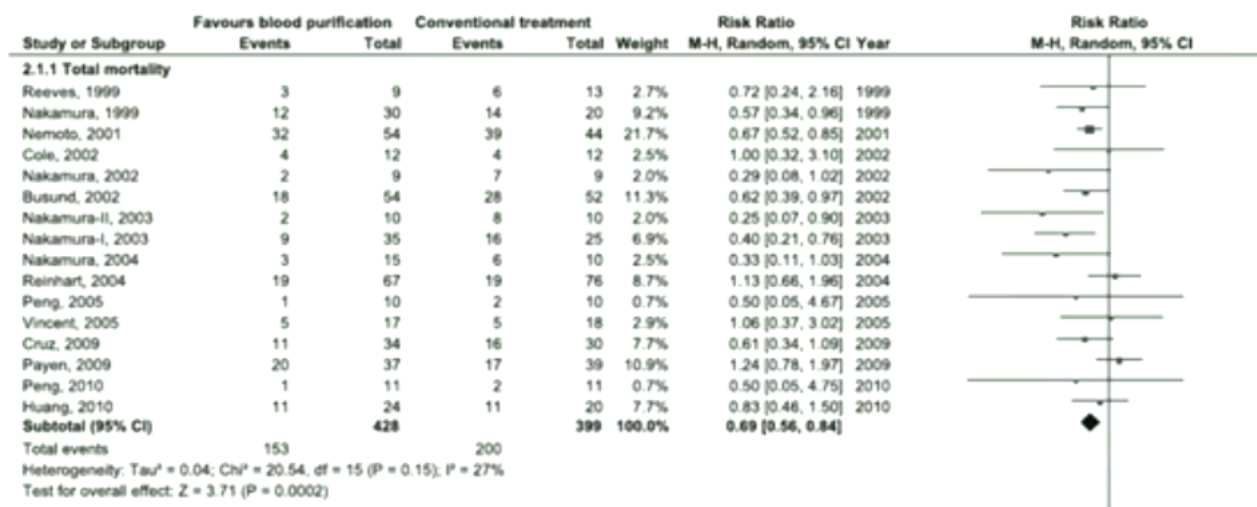 Favours blood purification Conventional treatment Risk Ratio Risk Ratio
Study or Subgroup Events Total Events Total Weight M-H, Random, 95% CI Year M-H, Random, 95% CI
2.1.1 Total mortality
Reeves, 1999 3 9 6 13 2.7% 0.72 [0.24, 2.16] 1999
Nakamura, 1999 12 30 14 20 9.2% 0.57 [0.34, 0.96] 1999
Nemoto, 2001 32 54 39 44 21.7% 0.67 [0.52, 0.85] 2001
Cole, 2002 4 12 4 12 2.5% 1.00 [0.32, 3.10] 2002
Nakamura, 2002 2 9 7 9 2.0% 0.29 [0.08, 1.02] 2002
Busund, 2002 18 54 28 52 11.3% 0.62 [0.39, 0.97] 2002
Nakamura-II, 2003 2 10 8 10 2.0% 0.25 [0.07, 0.90] 2003
Nakamura-I, 2003 9 35 16 25 6.9% 0.40 [0.21, 0.76] 2003
Nakamura, 2004 3 15 6 10 2.5% 0.33 [0.11, 1.03] 2004
Reinhart, 2004 19 67 19 76 8.7% 1.13 [0.66, 1.96] 2004
Peng, 2005 1 10 2 10 0.7% 0.50 [0.05, 4.67] 2005
Vincent, 2005 5 17 5 18 2.9% 1.06 [0.37, 3.02] 2005
Cruz, 2009 11 34 16 30 7.7% 0.61 [0.34, 1.09] 2009
Payen, 2009 20 37 17 39 10.9% 1.24 [0.78, 1.97] 2009
Peng, 2010 1 11 2 11 0.7% 0.50 [0.05, 4.75] 2010
Huang, 2010 11 24 11 20 7.7% 0.83 [0.46, 1.50] 2010
Subtotal (95% CI) 428 399 100.0% 0.69 [0.56, 0.84]
Total events 153 200
Heterogeneity: Tau² = 0.04; Chi² = 20.54, df = 15 (P = 0.15); I² = 27%
Test for overall effect: Z = 3.71 (P = 0.0002)